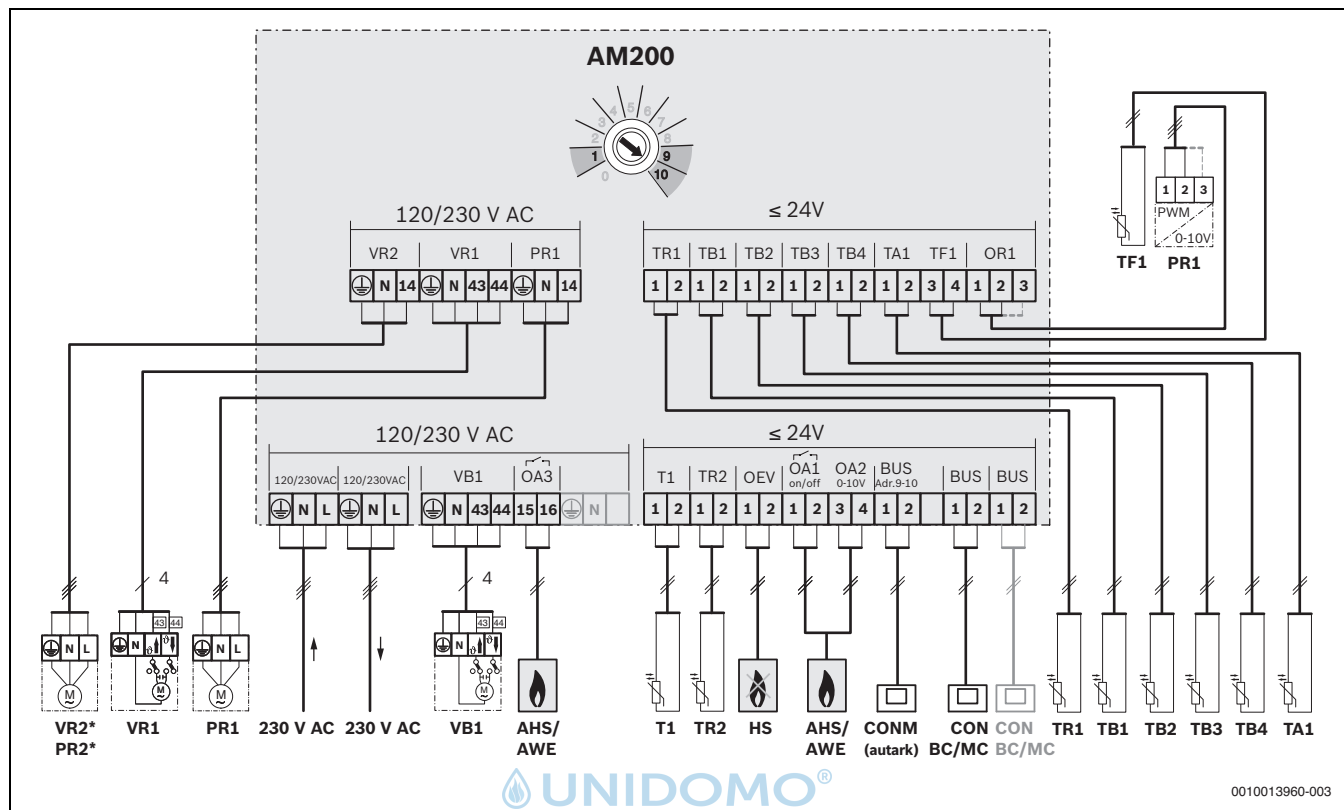 AM200
0 1 2 3 4 5 6 7 8 9 10
120/230 V AC
≤ 24V
VR2 VR1 PR1
TR1 TB1 TB2 TB3 TB4 TA1 TF1 OR1
N 14 N 43 44 N 14
1 2 1 2 1 2 1 2 1 2 1 2 3 4 1 2 3
1 2 3
PWM
0-10V
TF1 PR1
120/230 V AC
≤ 24V
120/230VAC 120/230VAC VB1 OA3
T1 TR2 OEV OA1 OA2 BUS BUS BUS
on/off 0-10V Adr.9-10
N L N L N 43 44 15 16 N
1 2 1 2 1 2 1 2 3 4 1 2 1 2 1 2
4 4
43 44 43 44
N L N ϑ ϑ N L N ϑ ϑ
M ~ M ~ M ~ M ~
VR2* VR1 PR1 230 V AC 230 V AC VB1 AHS/ T1 TR2 HS AHS/ CONM CON CON TR1 TB1 TB2 TB3 TB4 TA1
PR2* AWE AWE (autark) BC/MC BC/MC
UNIDOMO®
0010013960-003